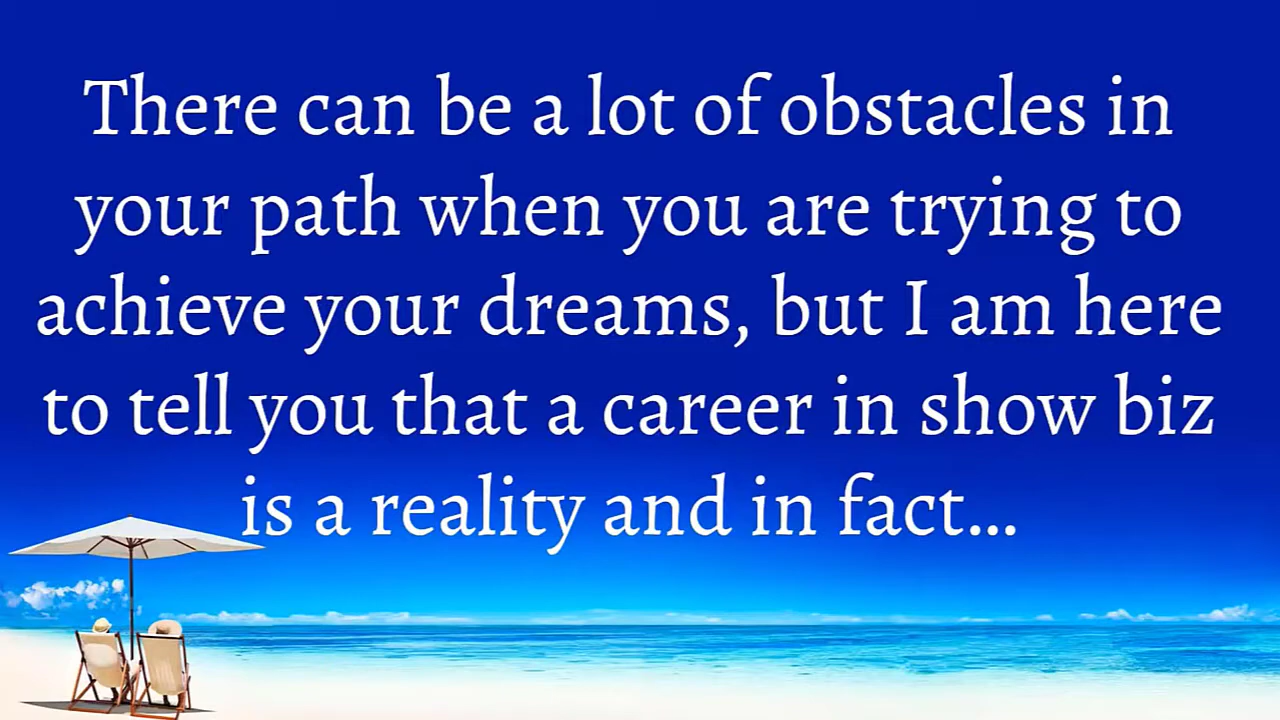 There can be a lot of obstacles in
your path when you are trying to
achieve your dreams, but I am here
to tell you that a career in show biz
is a reality and in fact...